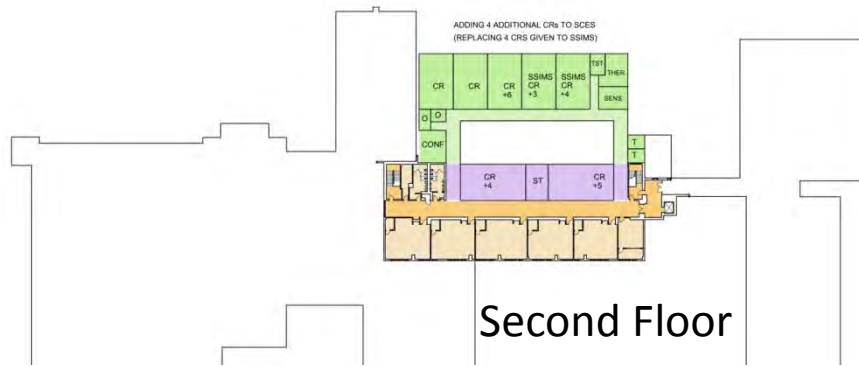 ADDING 4 ADDITIONAL CRs TO SCES
(REPLACING 4 CRS GIVEN TO SSIMS)
TST
THER.
CR
CR
CR
+6
SSIMS
CR
+3
SSIMS
CR
+4
SENS.
O
O
CONF
T
T
CR
+4
ST
CR
+5
Second Floor